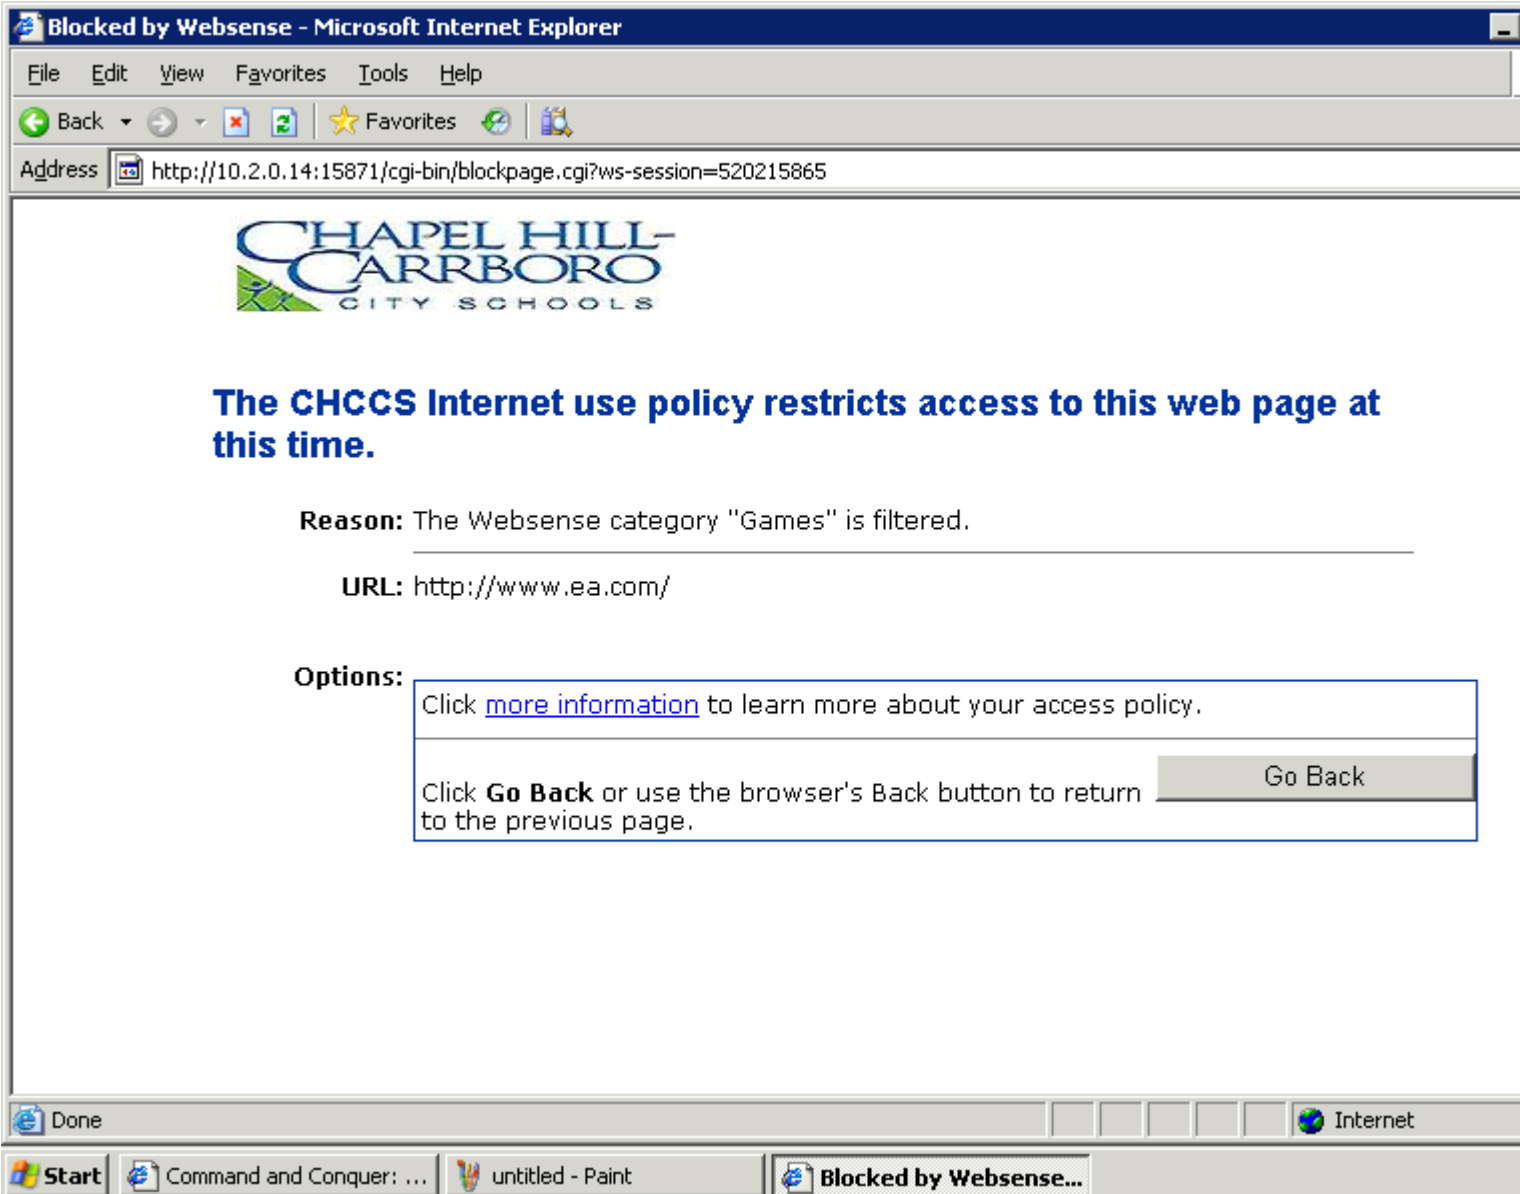 Blocked by Websense - Microsoft Internet Explorer
File Edit View Favorites Tools Help
Back Favorites
Address http://10.2.0.14:15871/cgi-bin/blockpage.cgi?ws-session=520215865
CHAPEL HILL-
CARRBORO
CITY SCHOOLS
The CHCCS Internet use policy restricts access to this web page at
this time.
Reason: The Websense category "Games" is filtered.
URL: http://www.ea.com/
Options:
Click more information to learn more about your access policy.
Go Back
Click Go Back or use the browser's Back button to return
to the previous page.
Done Internet
Start Command and Conquer: ... untitled - Paint Blocked by Websense...